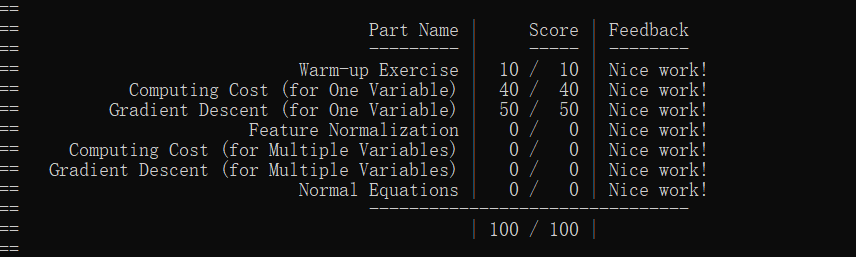 ==
== Part Name | Score | Feedback
== --------- | ----- | --------
== Warm-up Exercise | 10 / 10 | Nice work!
== Computing Cost (for One Variable) | 40 / 40 | Nice work!
== Gradient Descent (for One Variable) | 50 / 50 | Nice work!
== Feature Normalization | 0 / 0 | Nice work!
== Computing Cost (for Multiple Variables) | 0 / 0 | Nice work!
== Gradient Descent (for Multiple Variables) | 0 / 0 | Nice work!
== Normal Equations | 0 / 0 | Nice work!
== --------------------------------
== | 100 / 100 |
==